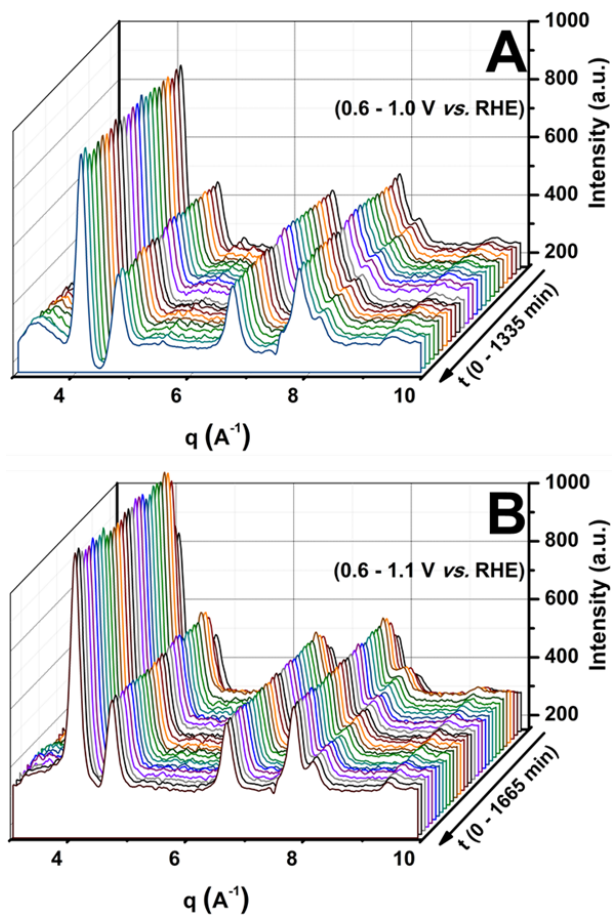 A
(0.6 - 1.0 V vs. RHE)
1000
800
600
400
200
Intensity (a.u.)
t (0 - 1335 min)
4
6
8
10
q (A⁻¹)
B
(0.6 - 1.1 V vs. RHE)
1000
800
600
400
200
Intensity (a.u.)
t (0 - 1665 min)
4
6
8
10
q (A⁻¹)